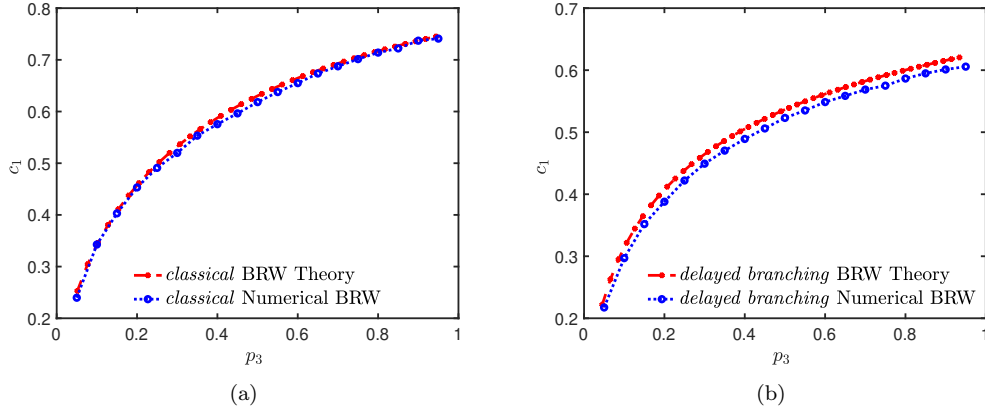 0.8
0.7
0.6
0.5
0.4
0.3
0.2
c₁
0
0.2
0.4
0.6
0.8
1
p₃
classical BRW Theory
classical Numerical BRW
(a)
0.7
0.6
0.5
0.4
0.3
0.2
c₁
0
0.2
0.4
0.6
0.8
1
p₃
delayed branching BRW Theory
delayed branching Numerical BRW
(b)